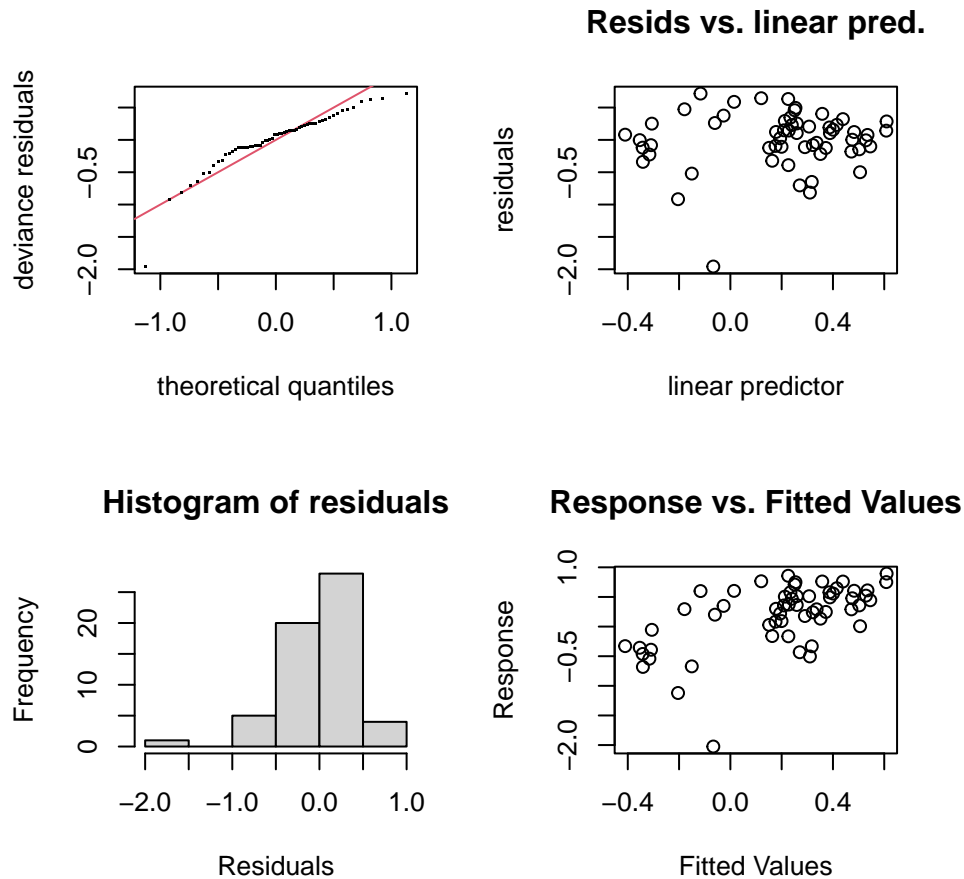 deviance residuals
−2.0
−0.5
−1.0
0.0
1.0
theoretical quantiles
Resids vs. linear pred.
residuals
−2.0
−0.5
−0.4
0.0
0.4
linear predictor
Histogram of residuals
Frequency
0
10
20
−2.0
−1.0
0.0
1.0
Residuals
Response vs. Fitted Values
Response
−2.0
−0.5
1.0
−0.4
0.0
0.4
Fitted Values